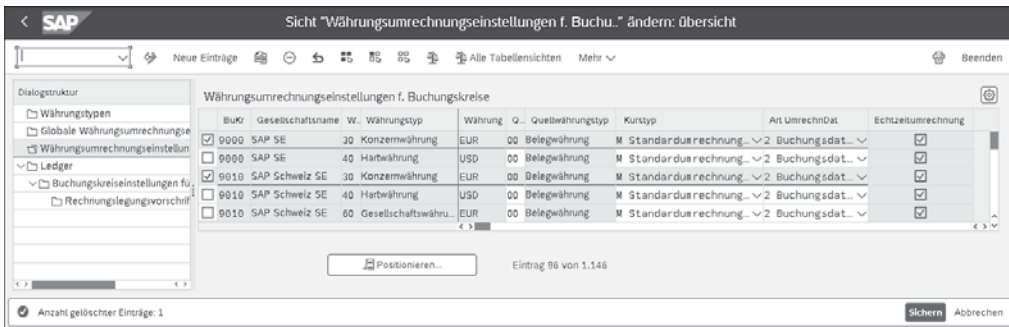 SAP
Sicht "Währungsumrechnungseinstellungen f. Buchu.." ändern: übersicht
Neue Einträge Alle Tabellensichten Mehr Beenden
Dialogstruktur
Währungstypen
Globale Währungsumrechnungse
Währungsumrechnungseinstellun
Ledger
Buchungskreiseinstellungen fü.
Rechnungslegungsvorschrif
Währungsumrechnungseinstellungen f. Buchungskreise
BuKr Gesellschaftsname W.. Währungstyp Währung Q.. Quellwährungstyp Kurstyp Art UmrechnDat Echtzeitumrechnung
9000 SAP SE 30 Konzernwährung EUR 00 Belegwährung M Standardumrechnung… 2 Buchungsdat…
9000 SAP SE 40 Hartwährung USD 00 Belegwährung M Standardumrechnung… 2 Buchungsdat…
9010 SAP Schweiz SE 30 Konzernwährung EUR 00 Belegwährung M Standardumrechnung… 2 Buchungsdat…
9010 SAP Schweiz SE 40 Hartwährung USD 00 Belegwährung M Standardumrechnung… 2 Buchungsdat…
9010 SAP Schweiz SE 60 Gesellschaftswähru… EUR 00 Belegwährung M Standardumrechnung… 2 Buchungsdat…
Positionieren... Eintrag 96 von 1.146
Anzahl gelöschter Einträge: 1 Sichern Abbrechen